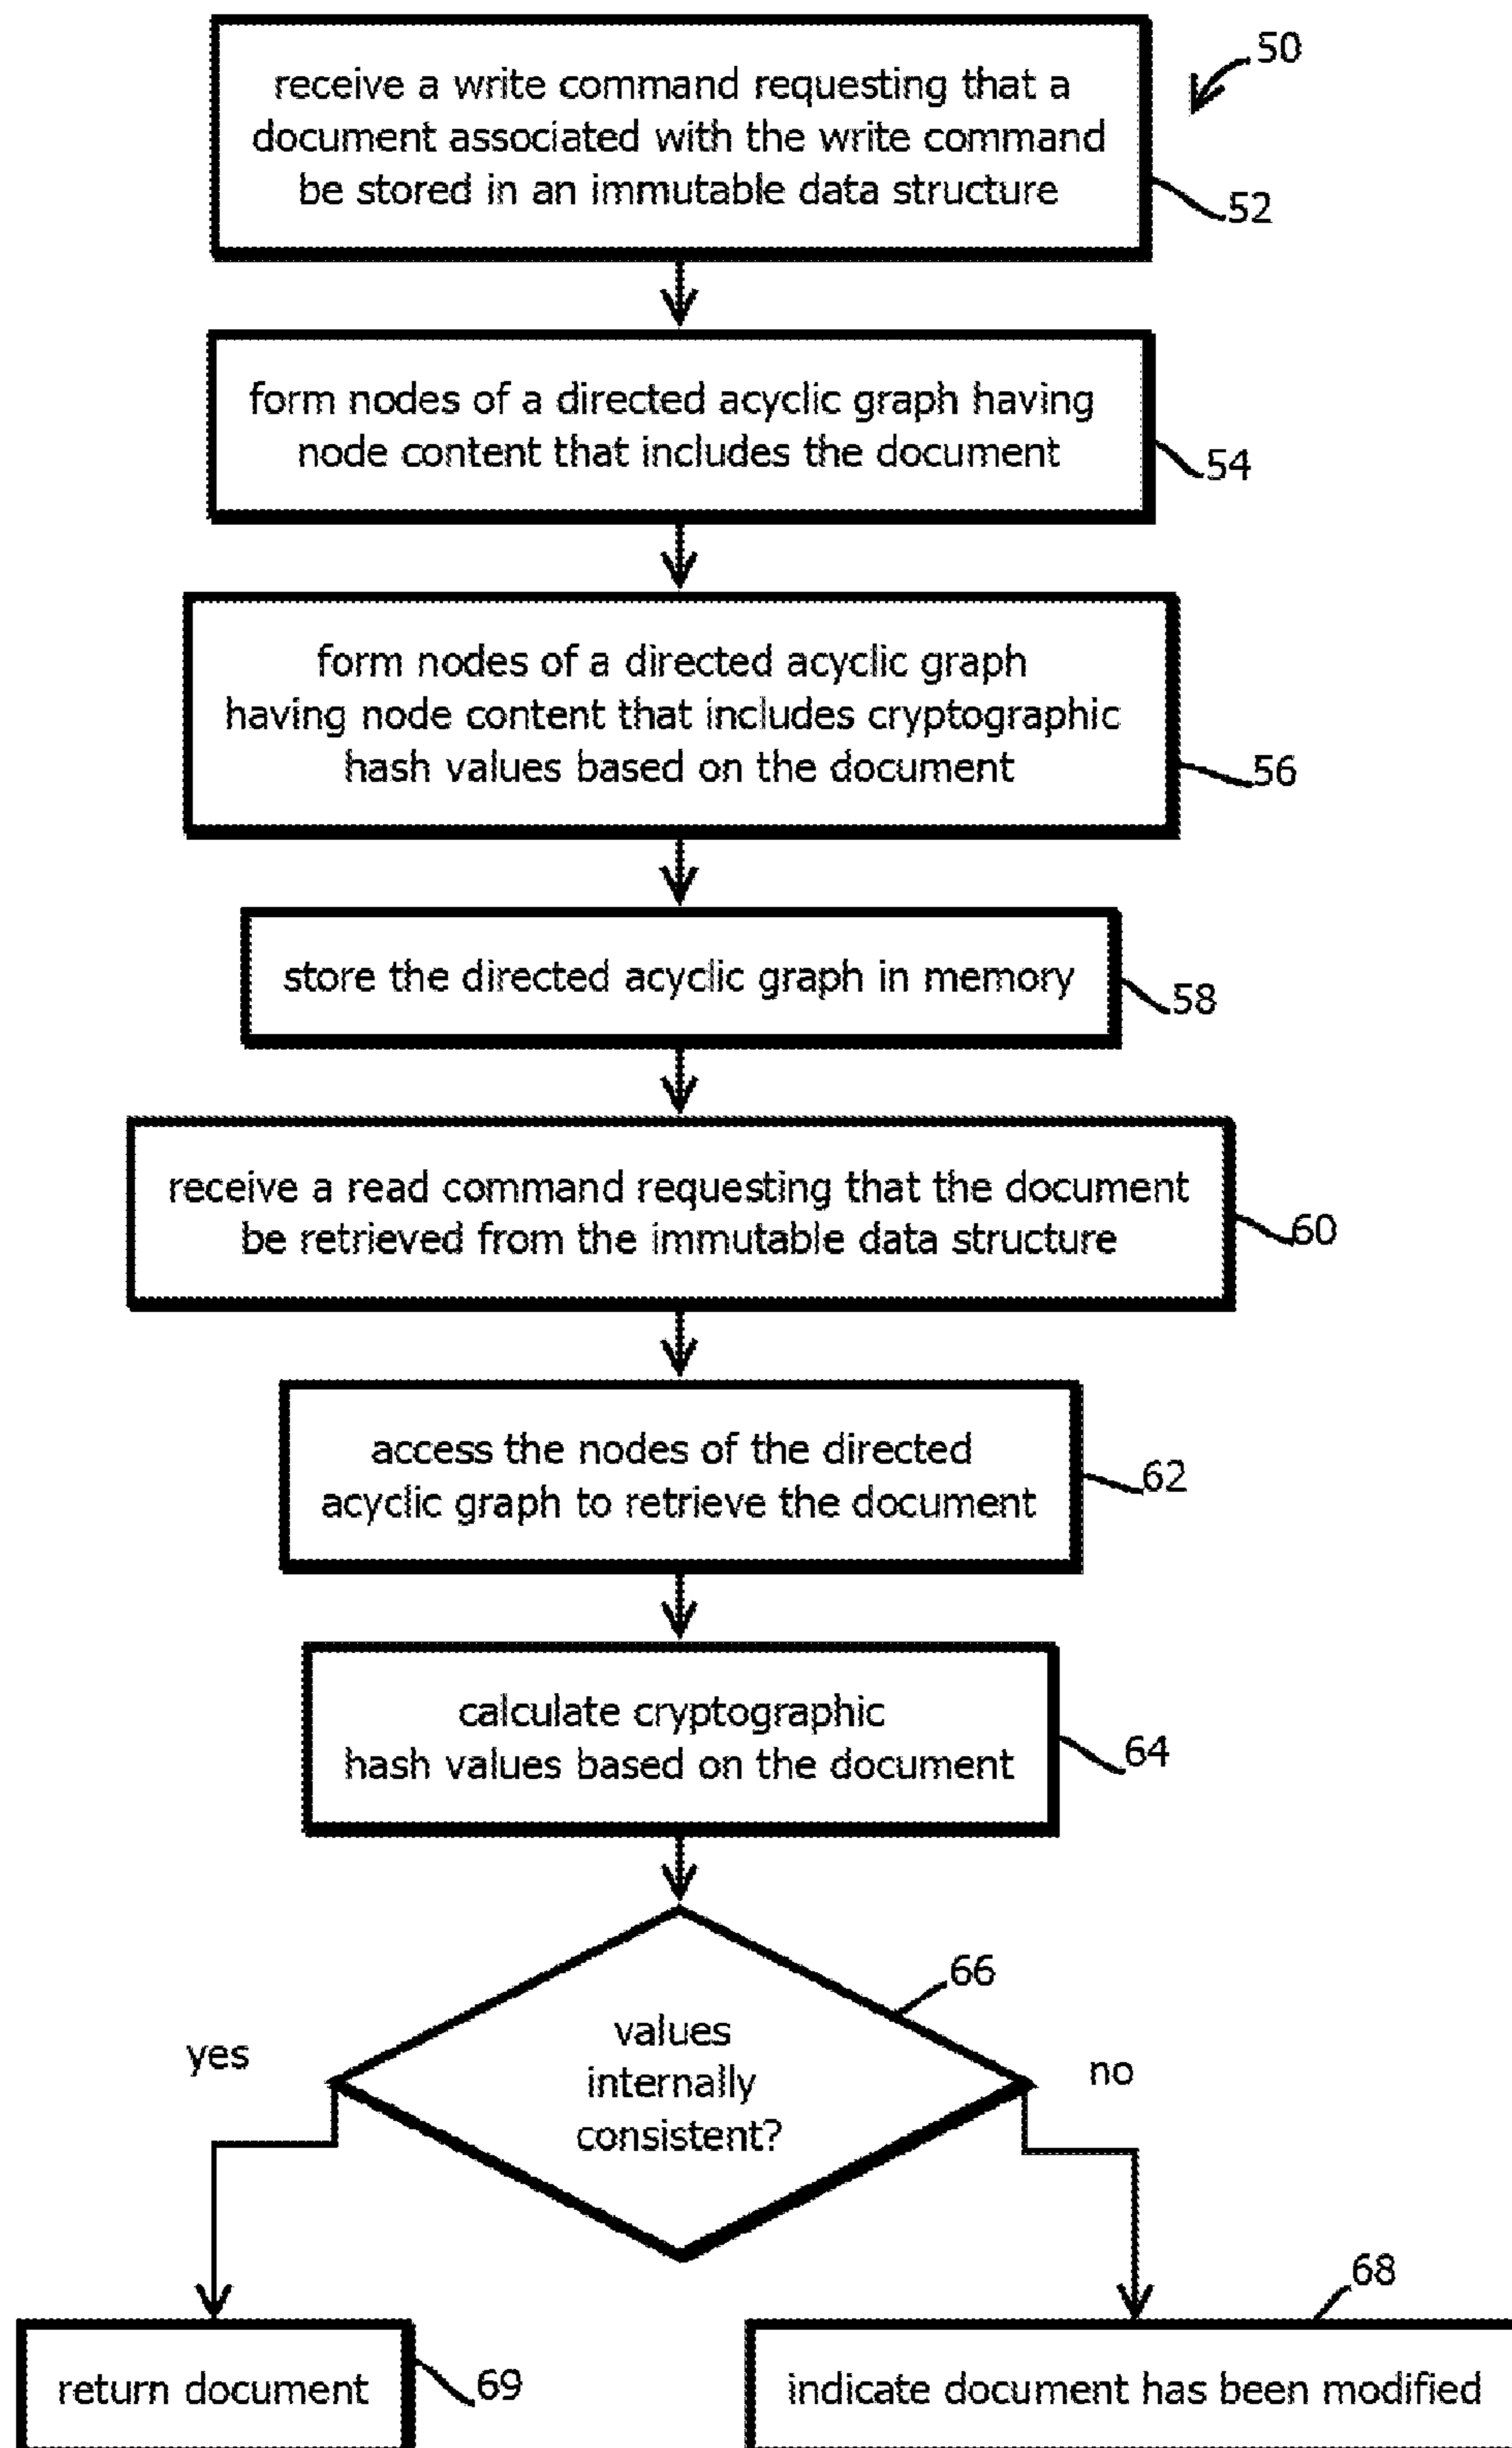 50
receive a write command requesting that a
document associated with the write command
be stored in an immutable data structure
52
form nodes of a directed acyclic graph having
node content that includes the document
54
form nodes of a directed acyclic graph
having node content that includes cryptographic
hash values based on the document
56
store the directed acyclic graph in memory
58
receive a read command requesting that the document
be retrieved from the immutable data structure
60
access the nodes of the directed
acyclic graph to retrieve the document
62
calculate cryptographic
hash values based on the document
64
66
values
internally
consistent?
yes
no
68
return document
69
indicate document has been modified